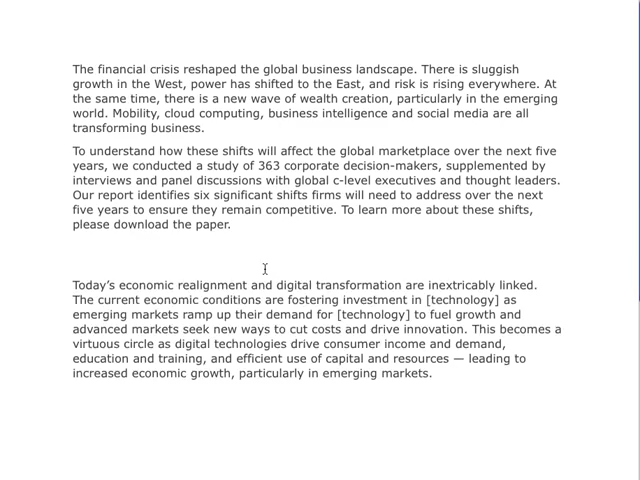 The financial crisis reshaped the global business landscape. There is sluggish
growth in the West, power has shifted to the East, and risk is rising everywhere. At
the same time, there is a new wave of wealth creation, particularly in the emerging
world. Mobility, cloud computing, business intelligence and social media are all
transforming business.
To understand how these shifts will affect the global marketplace over the next five
years, we conducted a study of 363 corporate decision-makers, supplemented by
interviews and panel discussions with global c-level executives and thought leaders.
Our report identifies six significant shifts firms will need to address over the next
five years to ensure they remain competitive. To learn more about these shifts,
please download the paper.
Today’s economic realignment and digital transformation are inextricably linked.
The current economic conditions are fostering investment in [technology] as
emerging markets ramp up their demand for [technology] to fuel growth and
advanced markets seek new ways to cut costs and drive innovation. This becomes a
virtuous circle as digital technologies drive consumer income and demand,
education and training, and efficient use of capital and resources — leading to
increased economic growth, particularly in emerging markets.